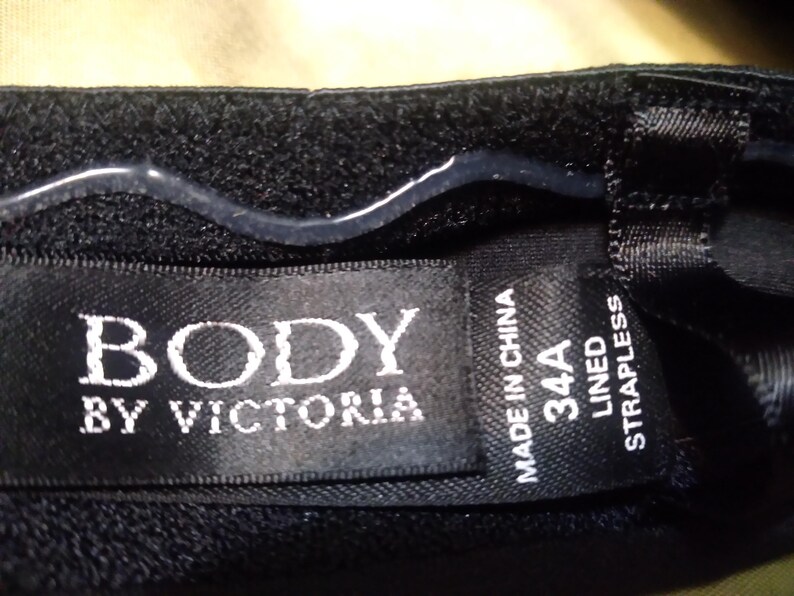 BODY
BY VICTORIA
MADE IN CHINA
34A
LINED
STRAPLESS